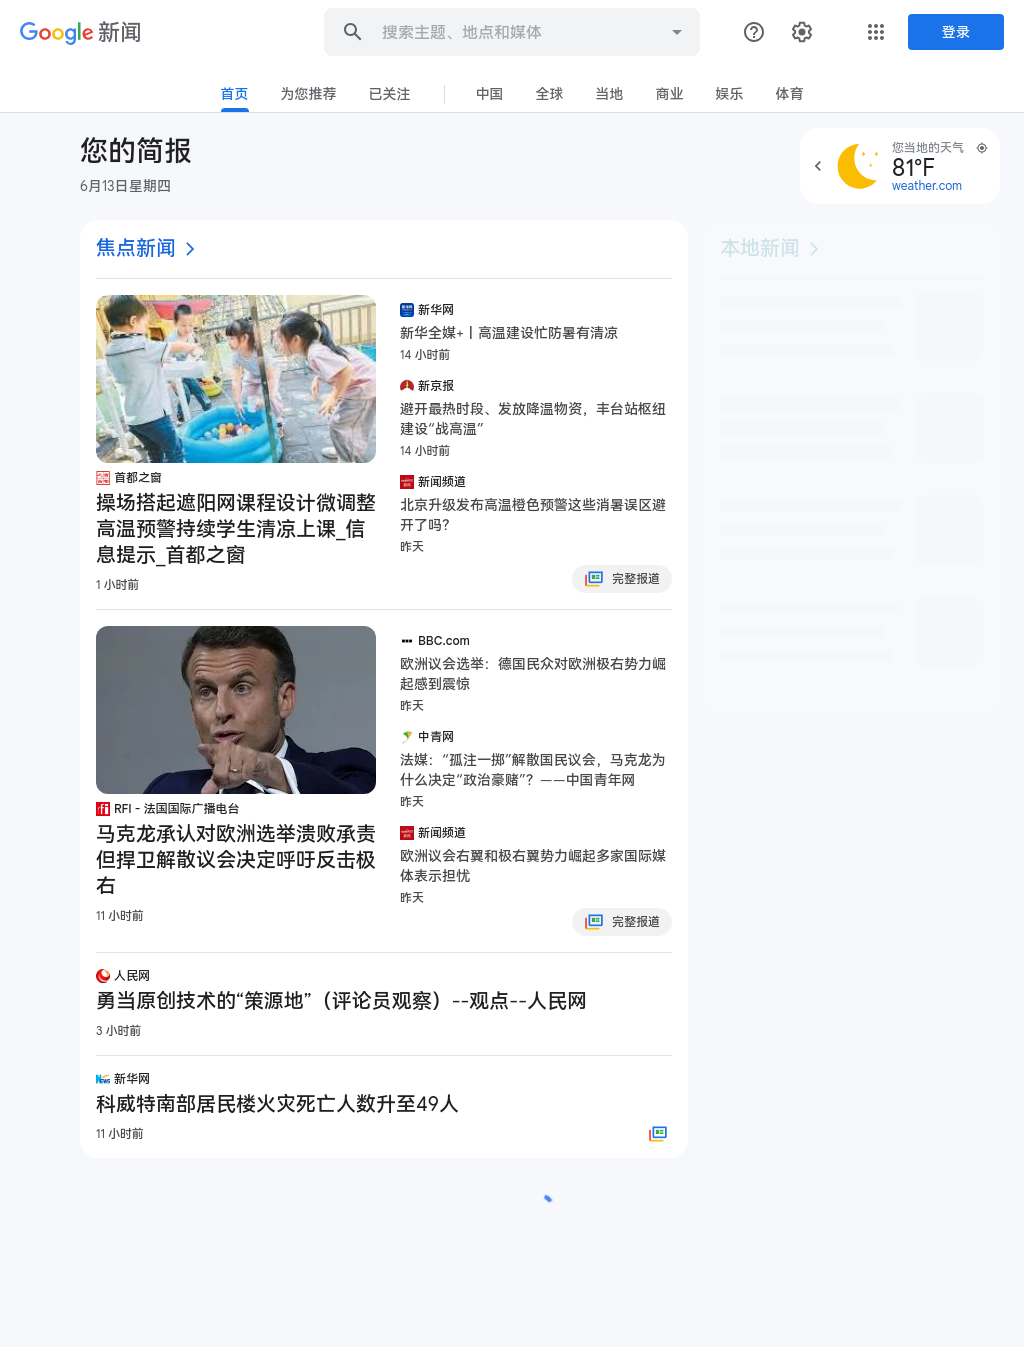 Google 新闻
搜索主题、地点和媒体
登录
首页
为您推荐
已关注
中国
全球
当地
商业
娱乐
体育
您的简报
6月13日星期四
您当地的天气
81°F
weather.com
焦点新闻
首都之窗
操场搭起遮阳网课程设计微调整
高温预警持续学生清凉上课_信
息提示_首都之窗
1 小时前
新华网
新华全媒+丨高温建设忙防暑有清凉
14 小时前
新京报
避开最热时段、发放降温物资，丰台站枢纽
建设“战高温”
14 小时前
新闻频道
北京升级发布高温橙色预警这些消暑误区避
开了吗？
昨天
完整报道
RFI - 法国国际广播电台
马克龙承认对欧洲选举溃败承责
但捍卫解散议会决定呼吁反击极
右
11 小时前
BBC.com
欧洲议会选举：德国民众对欧洲极右势力崛
起感到震惊
昨天
中青网
法媒：“孤注一掷”解散国民议会，马克龙为
什么决定“政治豪赌”？——中国青年网
昨天
新闻频道
欧洲议会右翼和极右翼势力崛起多家国际媒
体表示担忧
昨天
完整报道
人民网
勇当原创技术的“策源地”（评论员观察）--观点--人民网
3 小时前
新华网
科威特南部居民楼火灾死亡人数升至49人
11 小时前
本地新闻